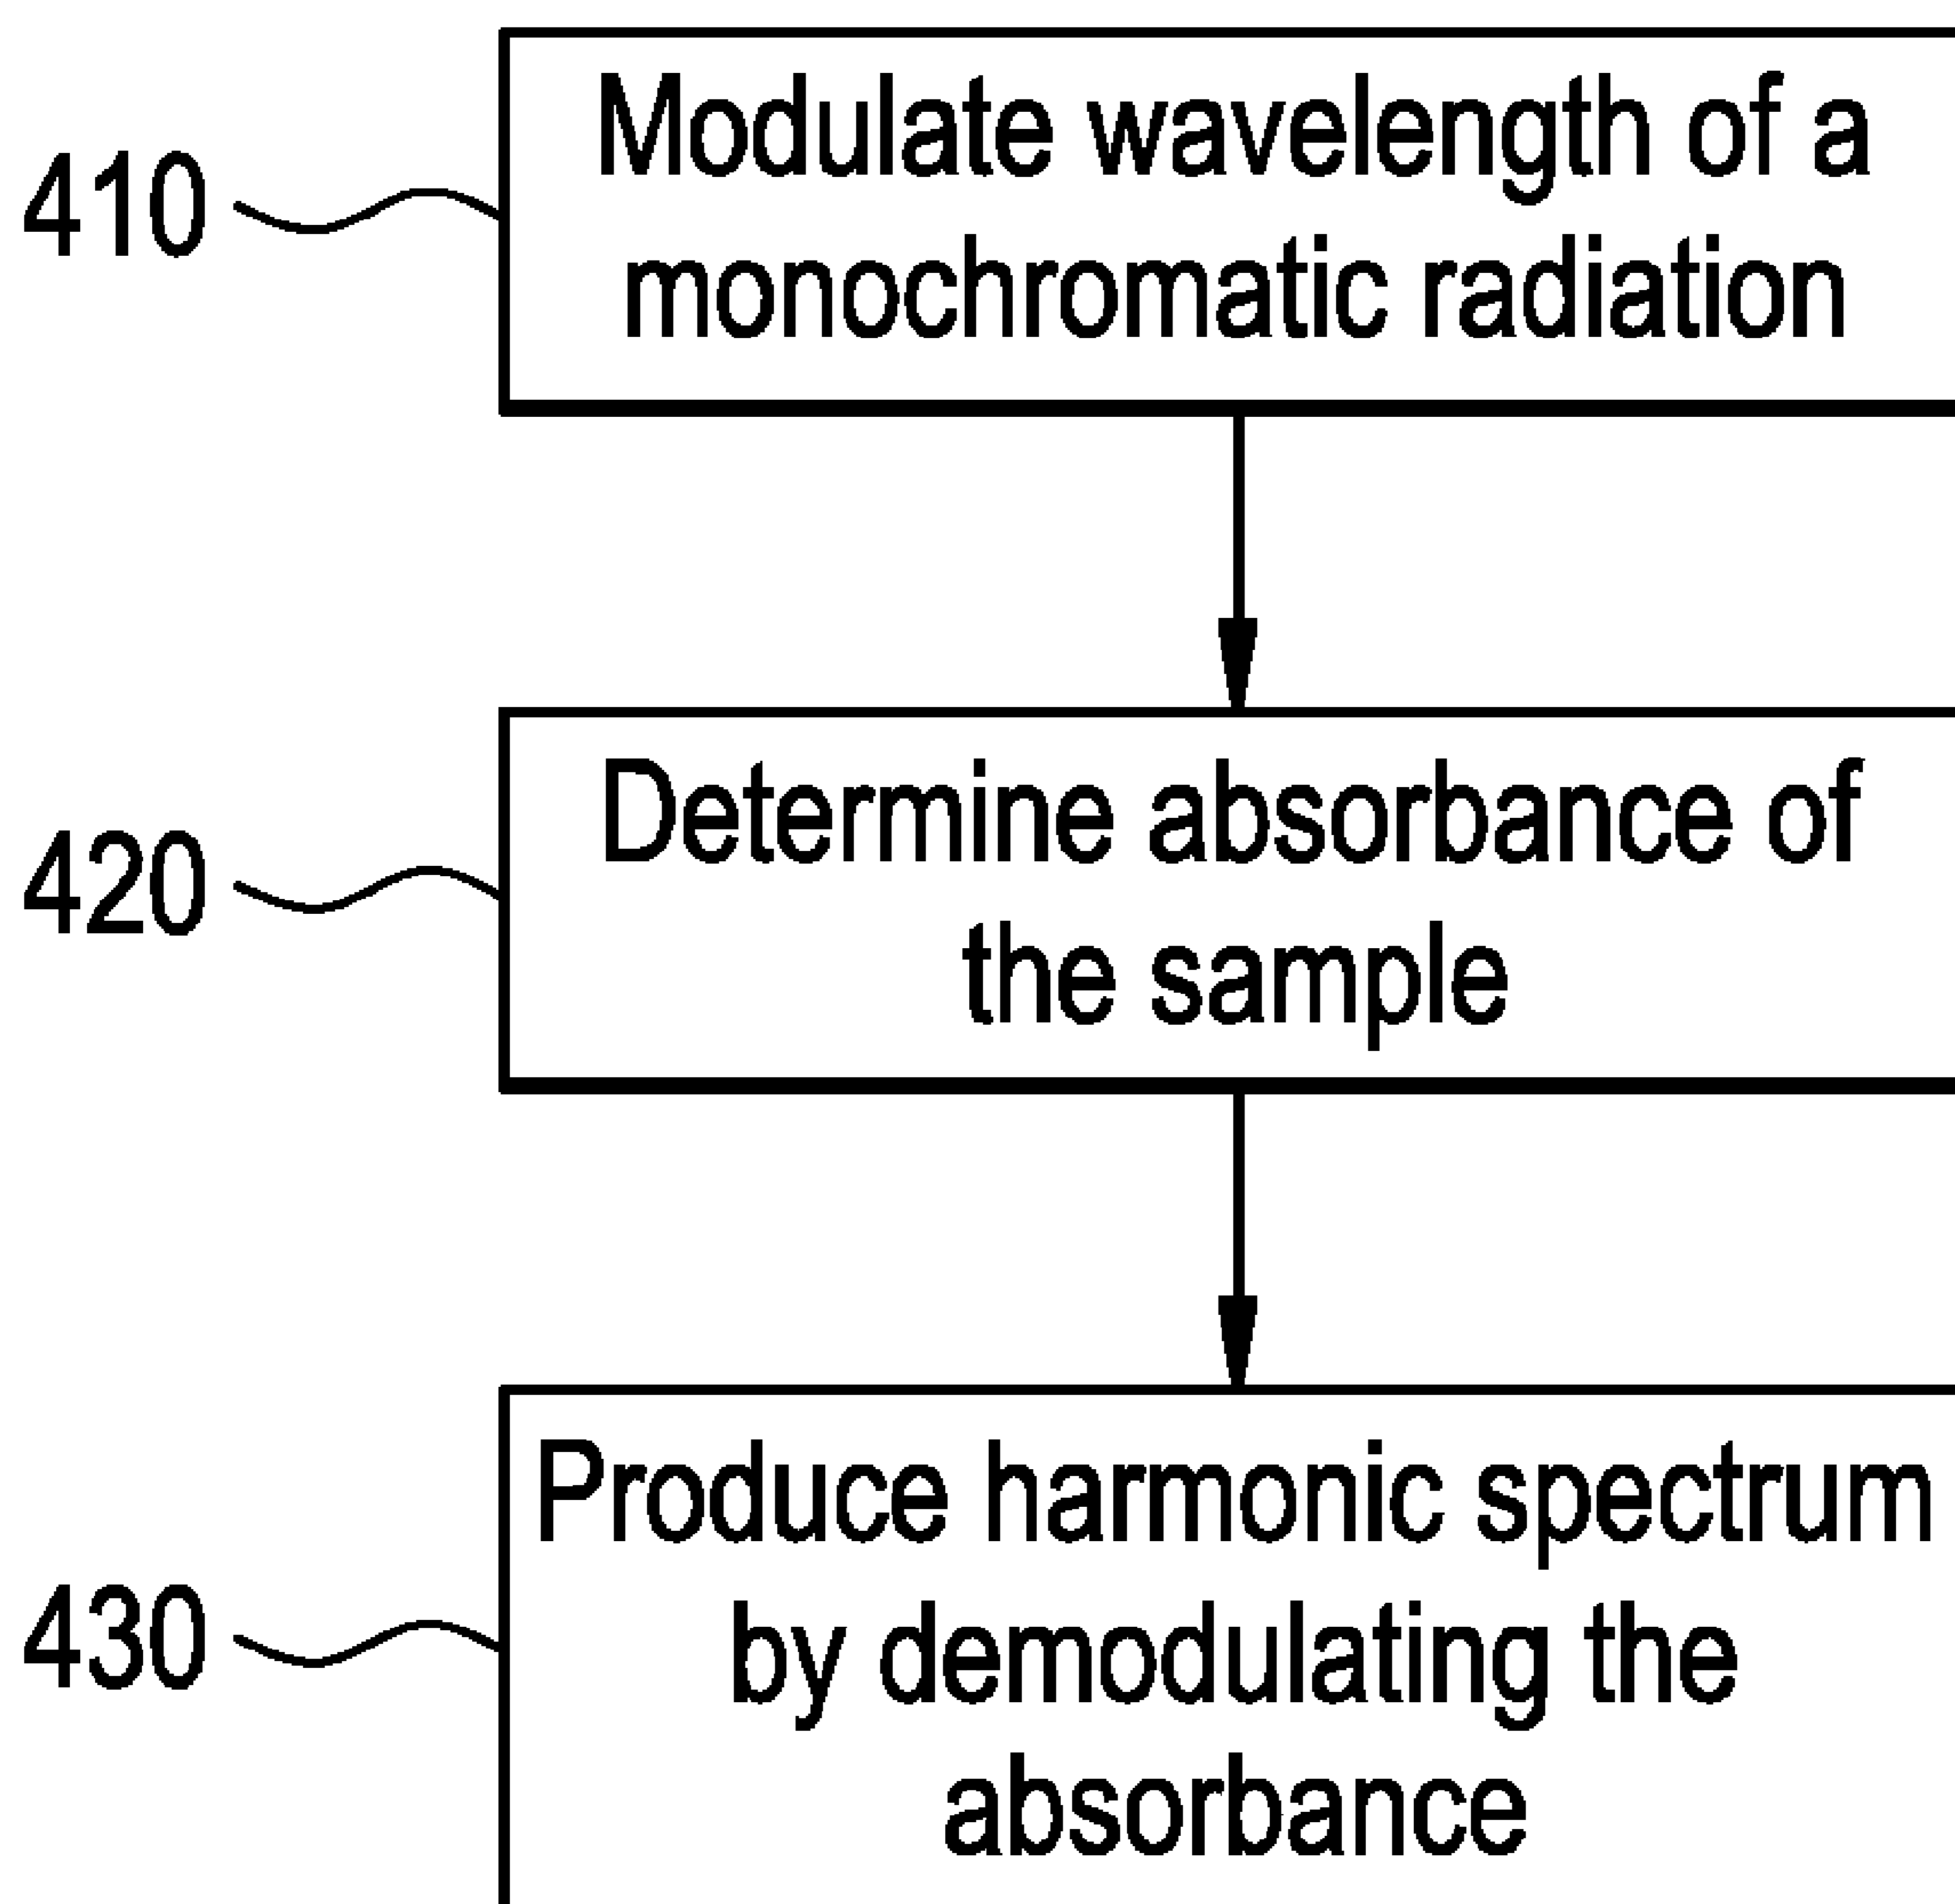 Modulate wavelength of a
410
monochromatic radiation
Determine absorbance of
420
the sample
Produce harmonic spectrum
430
by demodulating the
absorbance